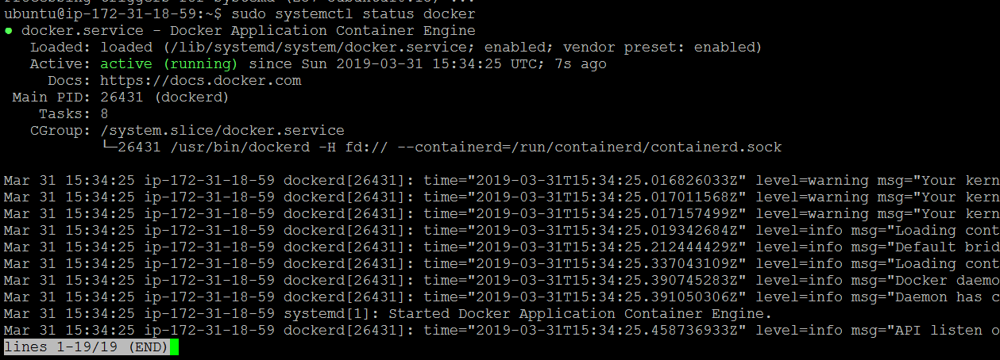 ubuntu@ip-172-31-18-59:~$ sudo systemctl status docker
● docker.service - Docker Application Container Engine
   Loaded: loaded (/lib/systemd/system/docker.service; enabled; vendor preset: enabled)
   Active: active (running) since Sun 2019-03-31 15:34:25 UTC; 7s ago
     Docs: https://docs.docker.com
 Main PID: 26431 (dockerd)
    Tasks: 8
   CGroup: /system.slice/docker.service
           └─26431 /usr/bin/dockerd -H fd:// --containerd=/run/containerd/containerd.sock

Mar 31 15:34:25 ip-172-31-18-59 dockerd[26431]: time="2019-03-31T15:34:25.016826033Z" level=warning msg="Your kern
Mar 31 15:34:25 ip-172-31-18-59 dockerd[26431]: time="2019-03-31T15:34:25.017011568Z" level=warning msg="Your kern
Mar 31 15:34:25 ip-172-31-18-59 dockerd[26431]: time="2019-03-31T15:34:25.017157499Z" level=warning msg="Your kern
Mar 31 15:34:25 ip-172-31-18-59 dockerd[26431]: time="2019-03-31T15:34:25.019342684Z" level=info msg="Loading cont
Mar 31 15:34:25 ip-172-31-18-59 dockerd[26431]: time="2019-03-31T15:34:25.212444429Z" level=info msg="Default brid
Mar 31 15:34:25 ip-172-31-18-59 dockerd[26431]: time="2019-03-31T15:34:25.337043109Z" level=info msg="Loading cont
Mar 31 15:34:25 ip-172-31-18-59 dockerd[26431]: time="2019-03-31T15:34:25.390745283Z" level=info msg="Docker daemo
Mar 31 15:34:25 ip-172-31-18-59 dockerd[26431]: time="2019-03-31T15:34:25.391050306Z" level=info msg="Daemon has c
Mar 31 15:34:25 ip-172-31-18-59 systemd[1]: Started Docker Application Container Engine.
Mar 31 15:34:25 ip-172-31-18-59 dockerd[26431]: time="2019-03-31T15:34:25.458736933Z" level=info msg="API listen o
lines 1-19/19 (END)